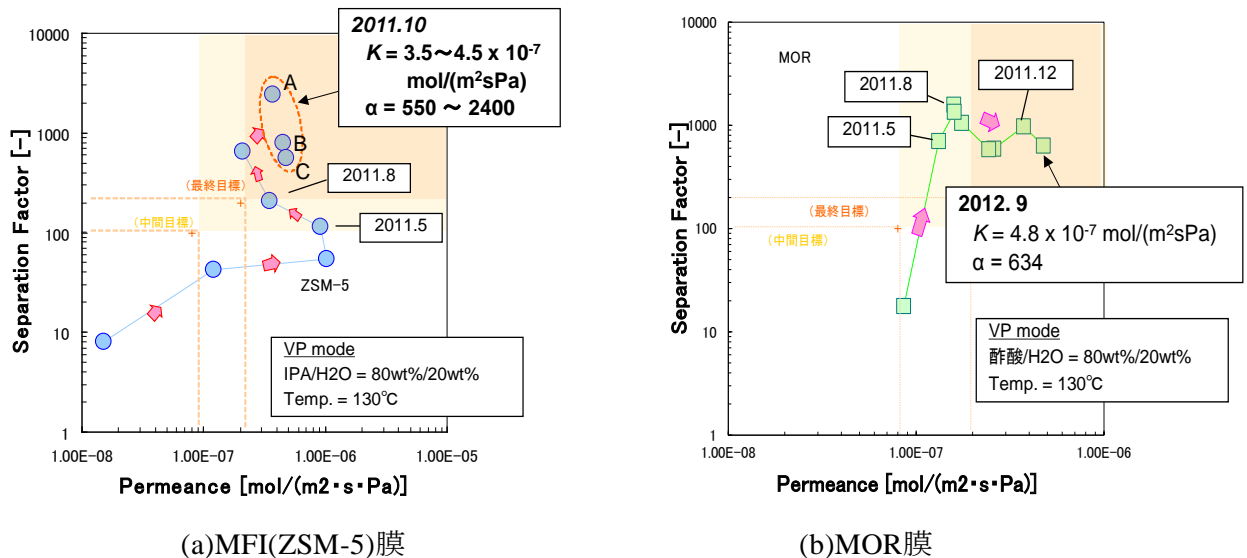 10000
1000
100
10
1
Separation Factor [-]
1.00E-08
1.00E-07
1.00E-06
1.00E-05
Permeance [mol/(m2・s・Pa)]
2011.10
K = 3.5～4.5 x 10-7
mol/(m2sPa)
α = 550 ～ 2400
A
B
C
2011.8
2011.5
（最終目標）
（中間目標）
ZSM-5
VP mode
IPA/H2O = 80wt%/20wt%
Temp. = 130℃
(a)MFI(ZSM-5)膜
10000
1000
100
10
1
Separation Factor [-]
1.00E-08
1.00E-07
1.00E-06
Permeance [mol/(m2・s・Pa)]
MOR
2011.8
2011.12
2011.5
（最終目標）
（中間目標）
2012. 9
K = 4.8 x 10-7 mol/(m2sPa)
α = 634
VP mode
酢酸/H2O = 80wt%/20wt%
Temp. = 130℃
(b)MOR膜